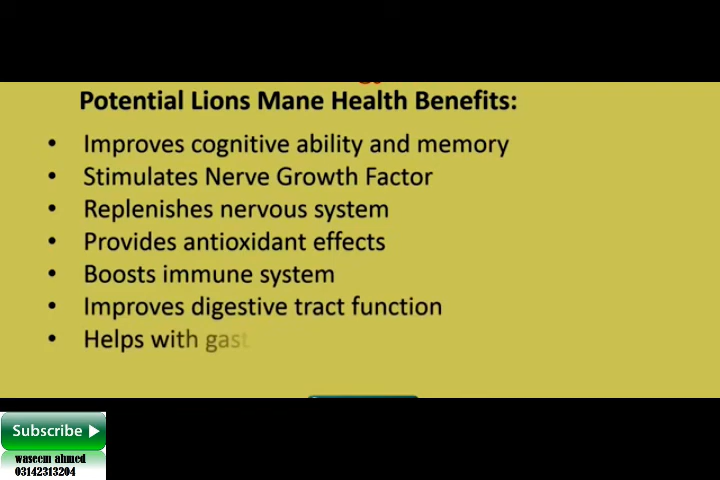 Potential Lions Mane Health Benefits:
• Improves cognitive ability and memory
• Stimulates Nerve Growth Factor
• Replenishes nervous system
• Provides antioxidant effects
• Boosts immune system
• Improves digestive tract function
• Helps with gast
Subscribe
waseem ahmed
03142313204